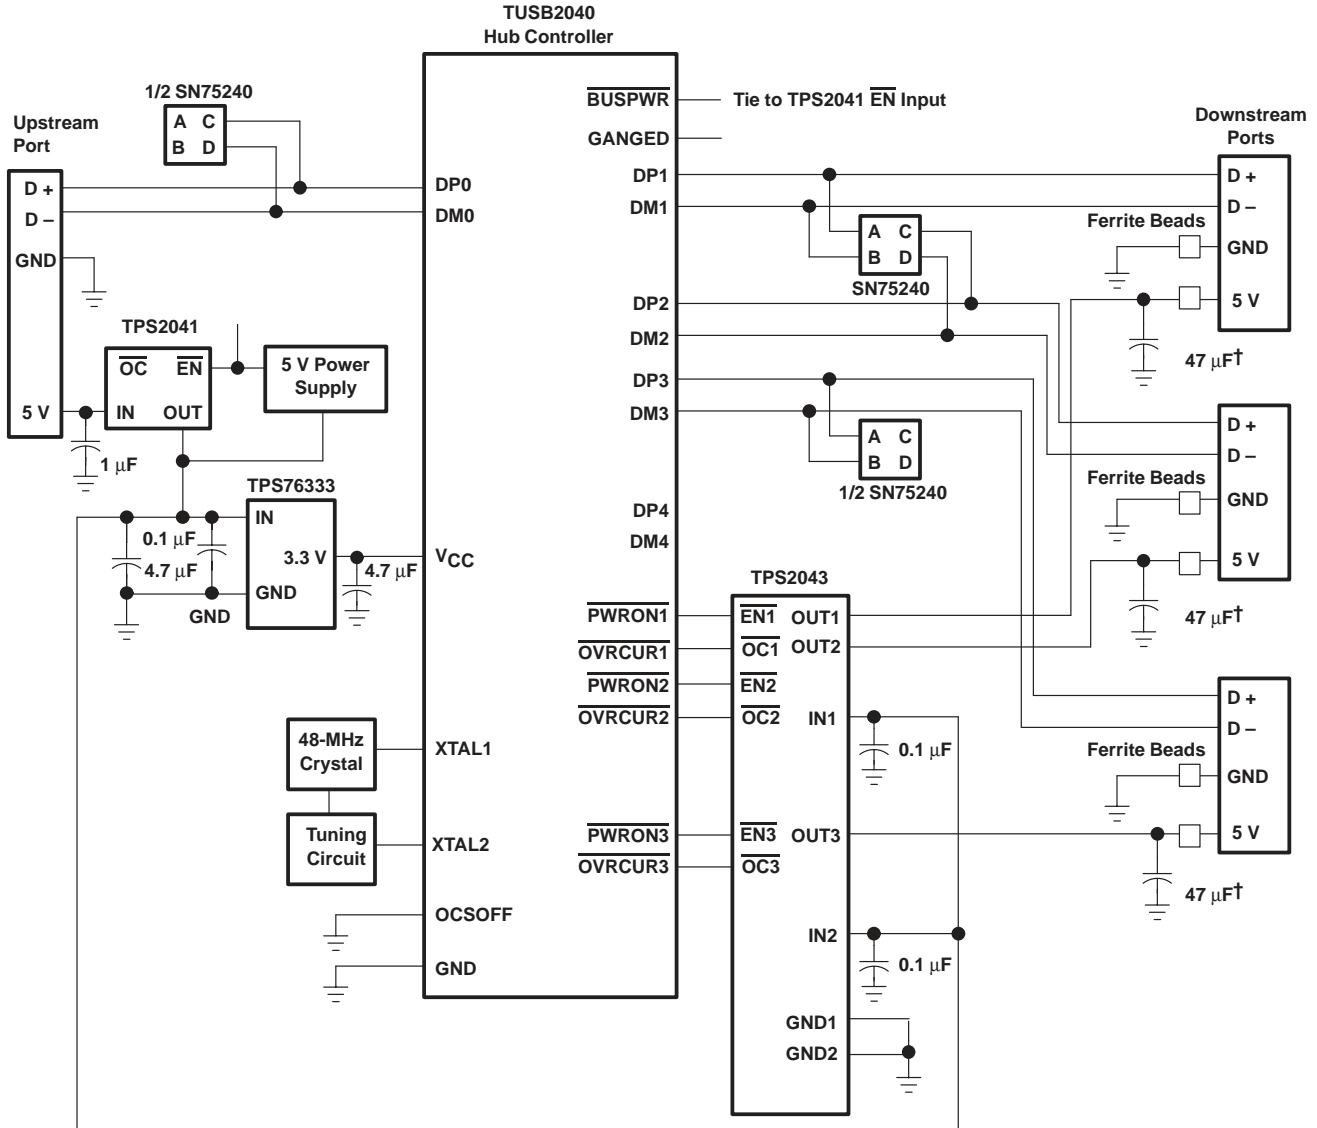 TUSB2040
Hub Controller
1/2 SN75240
A C
B D
Upstream
Port
D +
D –
GND
5 V
TPS2041
OC EN
IN OUT
5 V Power
Supply
1 µF
TPS76333
IN
3.3 V
GND
0.1 µF
4.7 µF
GND
4.7 µF
48-MHz
Crystal
Tuning
Circuit
DP0
DM0
VCC
XTAL1
XTAL2
OCSOFF
GND
BUSPWR
GANGED
DP1
DM1
DP2
DM2
DP3
DM3
DP4
DM4
PWRON1
OVRCUR1
PWRON2
OVRCUR2
PWRON3
OVRCUR3
Tie to TPS2041 EN Input
A C
B D
SN75240
A C
B D
1/2 SN75240
TPS2043
EN1 OUT1
OC1 OUT2
EN2
OC2 IN1
EN3 OUT3
OC3
IN2
GND1
GND2
0.1 µF
0.1 µF
Downstream
Ports
D +
D –
Ferrite Beads
GND
5 V
47 µF†
D +
D –
Ferrite Beads
GND
5 V
47 µF†
D +
D –
Ferrite Beads
GND
5 V
47 µF†